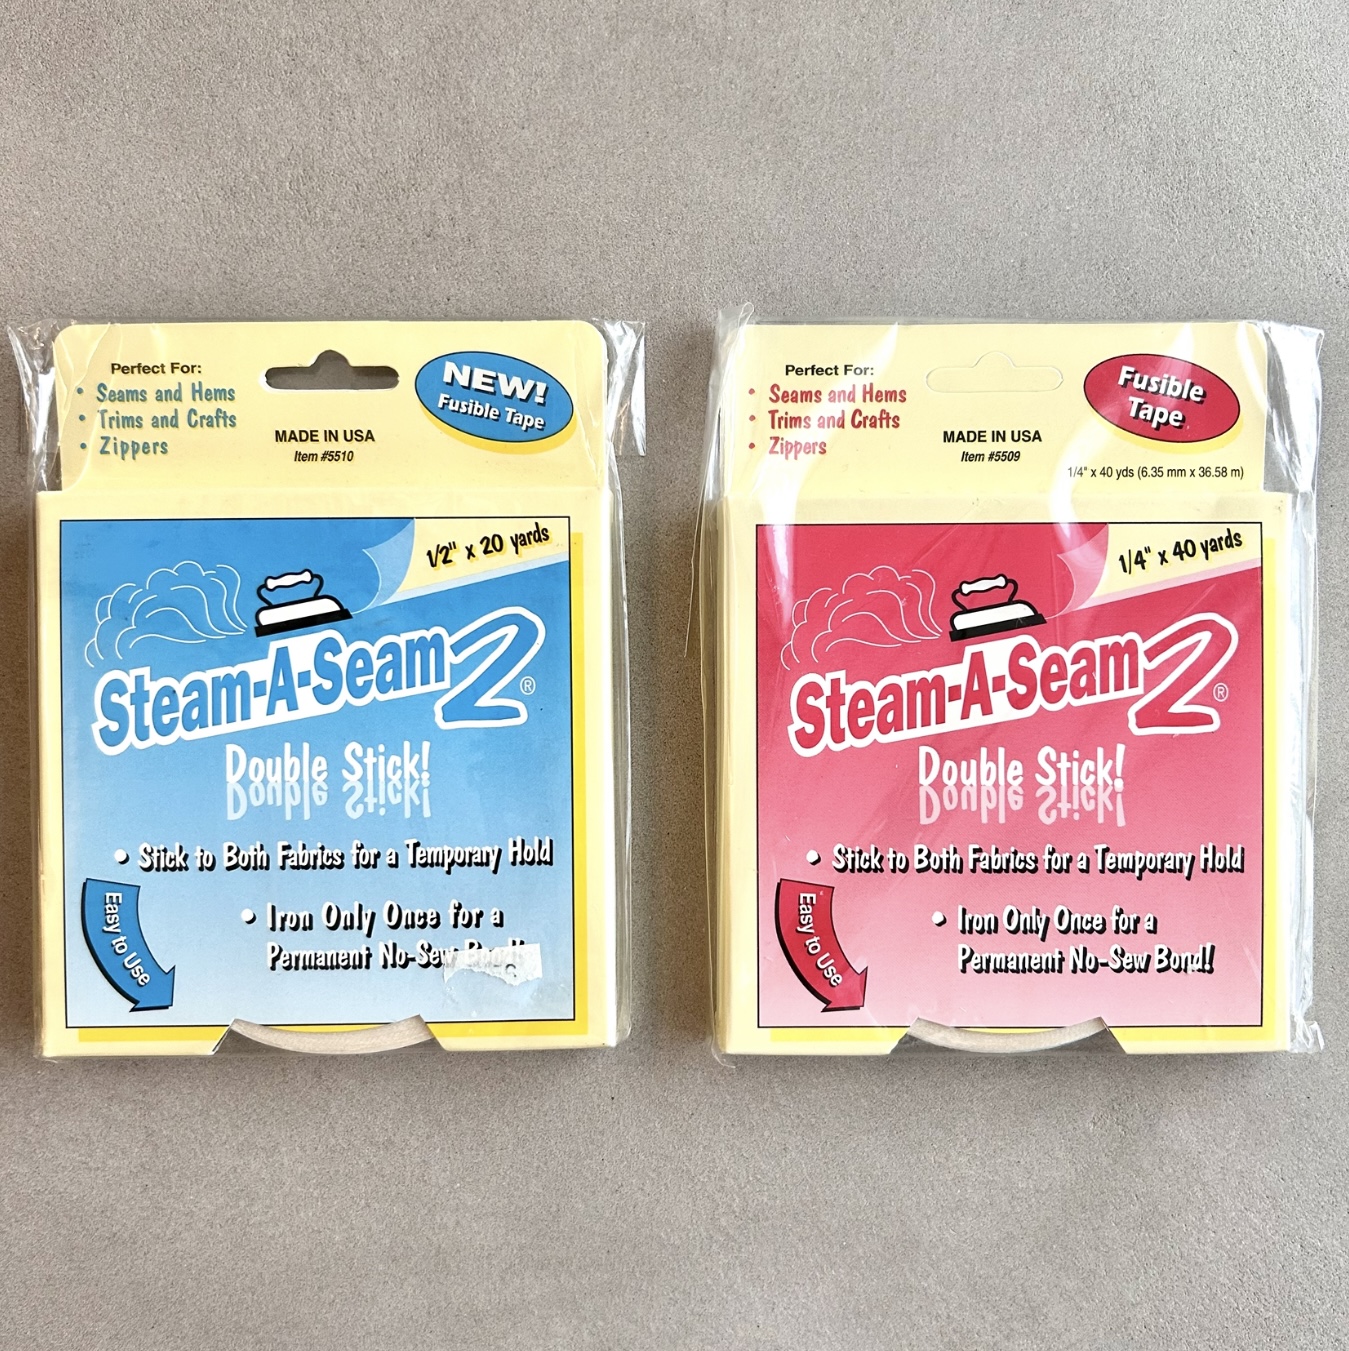 Perfect For:
• Seams and Hems
• Trims and Crafts
• Zippers
MADE IN USA
Item #5510
NEW!
Fusible Tape
1/2" x 20 yards
Steam-A-Seam 2®
Double Stick!
• Stick to Both Fabrics for a Temporary Hold
Easy to Use
• Iron Only Once for a
Permanent No-Sew Bond!
Perfect For:
• Seams and Hems
• Trims and Crafts
• Zippers
MADE IN USA
Item #5509
Fusible
Tape
1/4" x 40 yds (6.35 mm x 36.58 m)
1/4" x 40 yards
Steam-A-Seam 2®
Double Stick!
• Stick to Both Fabrics for a Temporary Hold
Easy to Use
• Iron Only Once for a
Permanent No-Sew Bond!